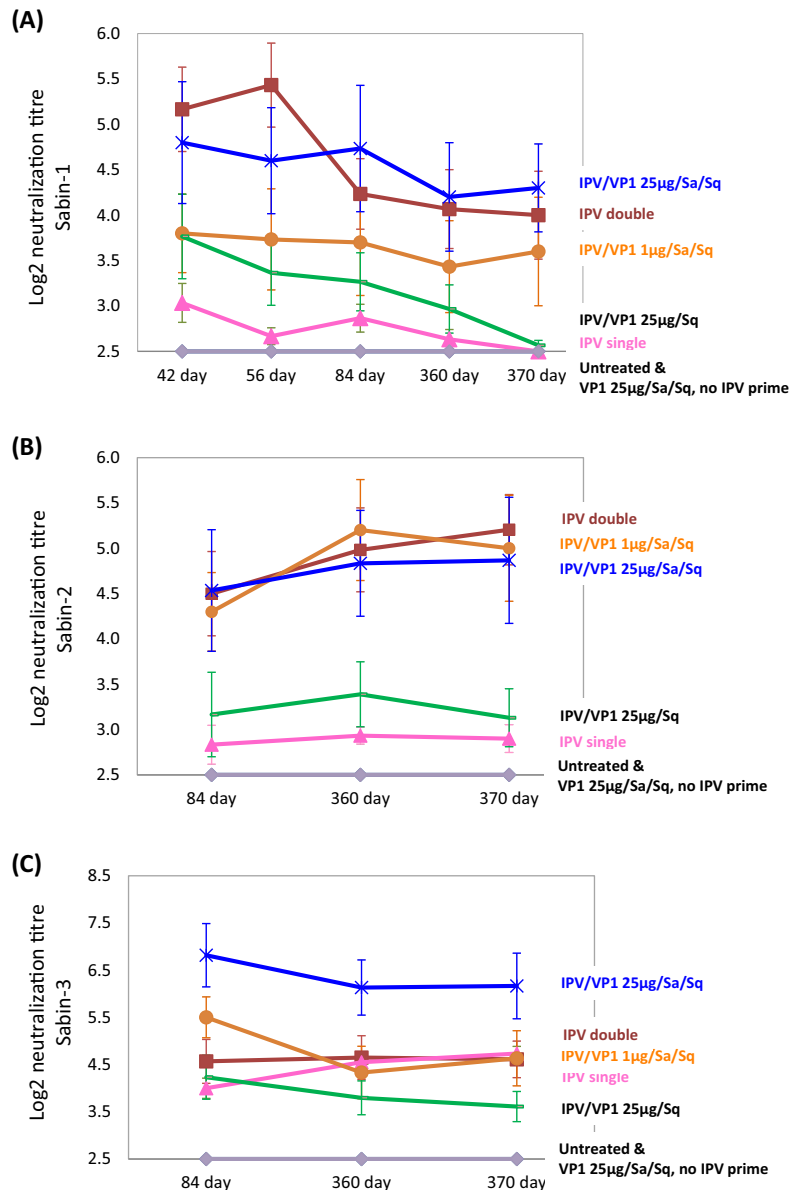 (A)
Log2 neutralization titre
Sabin-1
6.0
5.5
5.0
4.5
4.0
3.5
3.0
2.5
42 day
56 day
84 day
360 day
370 day
IPV/VP1 25µg/Sa/Sq
IPV double
IPV/VP1 1µg/Sa/Sq
IPV/VP1 25µg/Sq
IPV single
Untreated &
VP1 25µg/Sa/Sq, no IPV prime
(B)
Log2 neutralization titre
Sabin-2
6.0
5.5
5.0
4.5
4.0
3.5
3.0
2.5
84 day
360 day
370 day
IPV double
IPV/VP1 1µg/Sa/Sq
IPV/VP1 25µg/Sa/Sq
IPV/VP1 25µg/Sq
IPV single
Untreated &
VP1 25µg/Sa/Sq, no IPV prime
(C)
Log2 neutralization titre
Sabin-3
8.5
7.5
6.5
5.5
4.5
3.5
2.5
84 day
360 day
370 day
IPV/VP1 25µg/Sa/Sq
IPV double
IPV/VP1 1µg/Sa/Sq
IPV single
IPV/VP1 25µg/Sq
Untreated &
VP1 25µg/Sa/Sq, no IPV prime